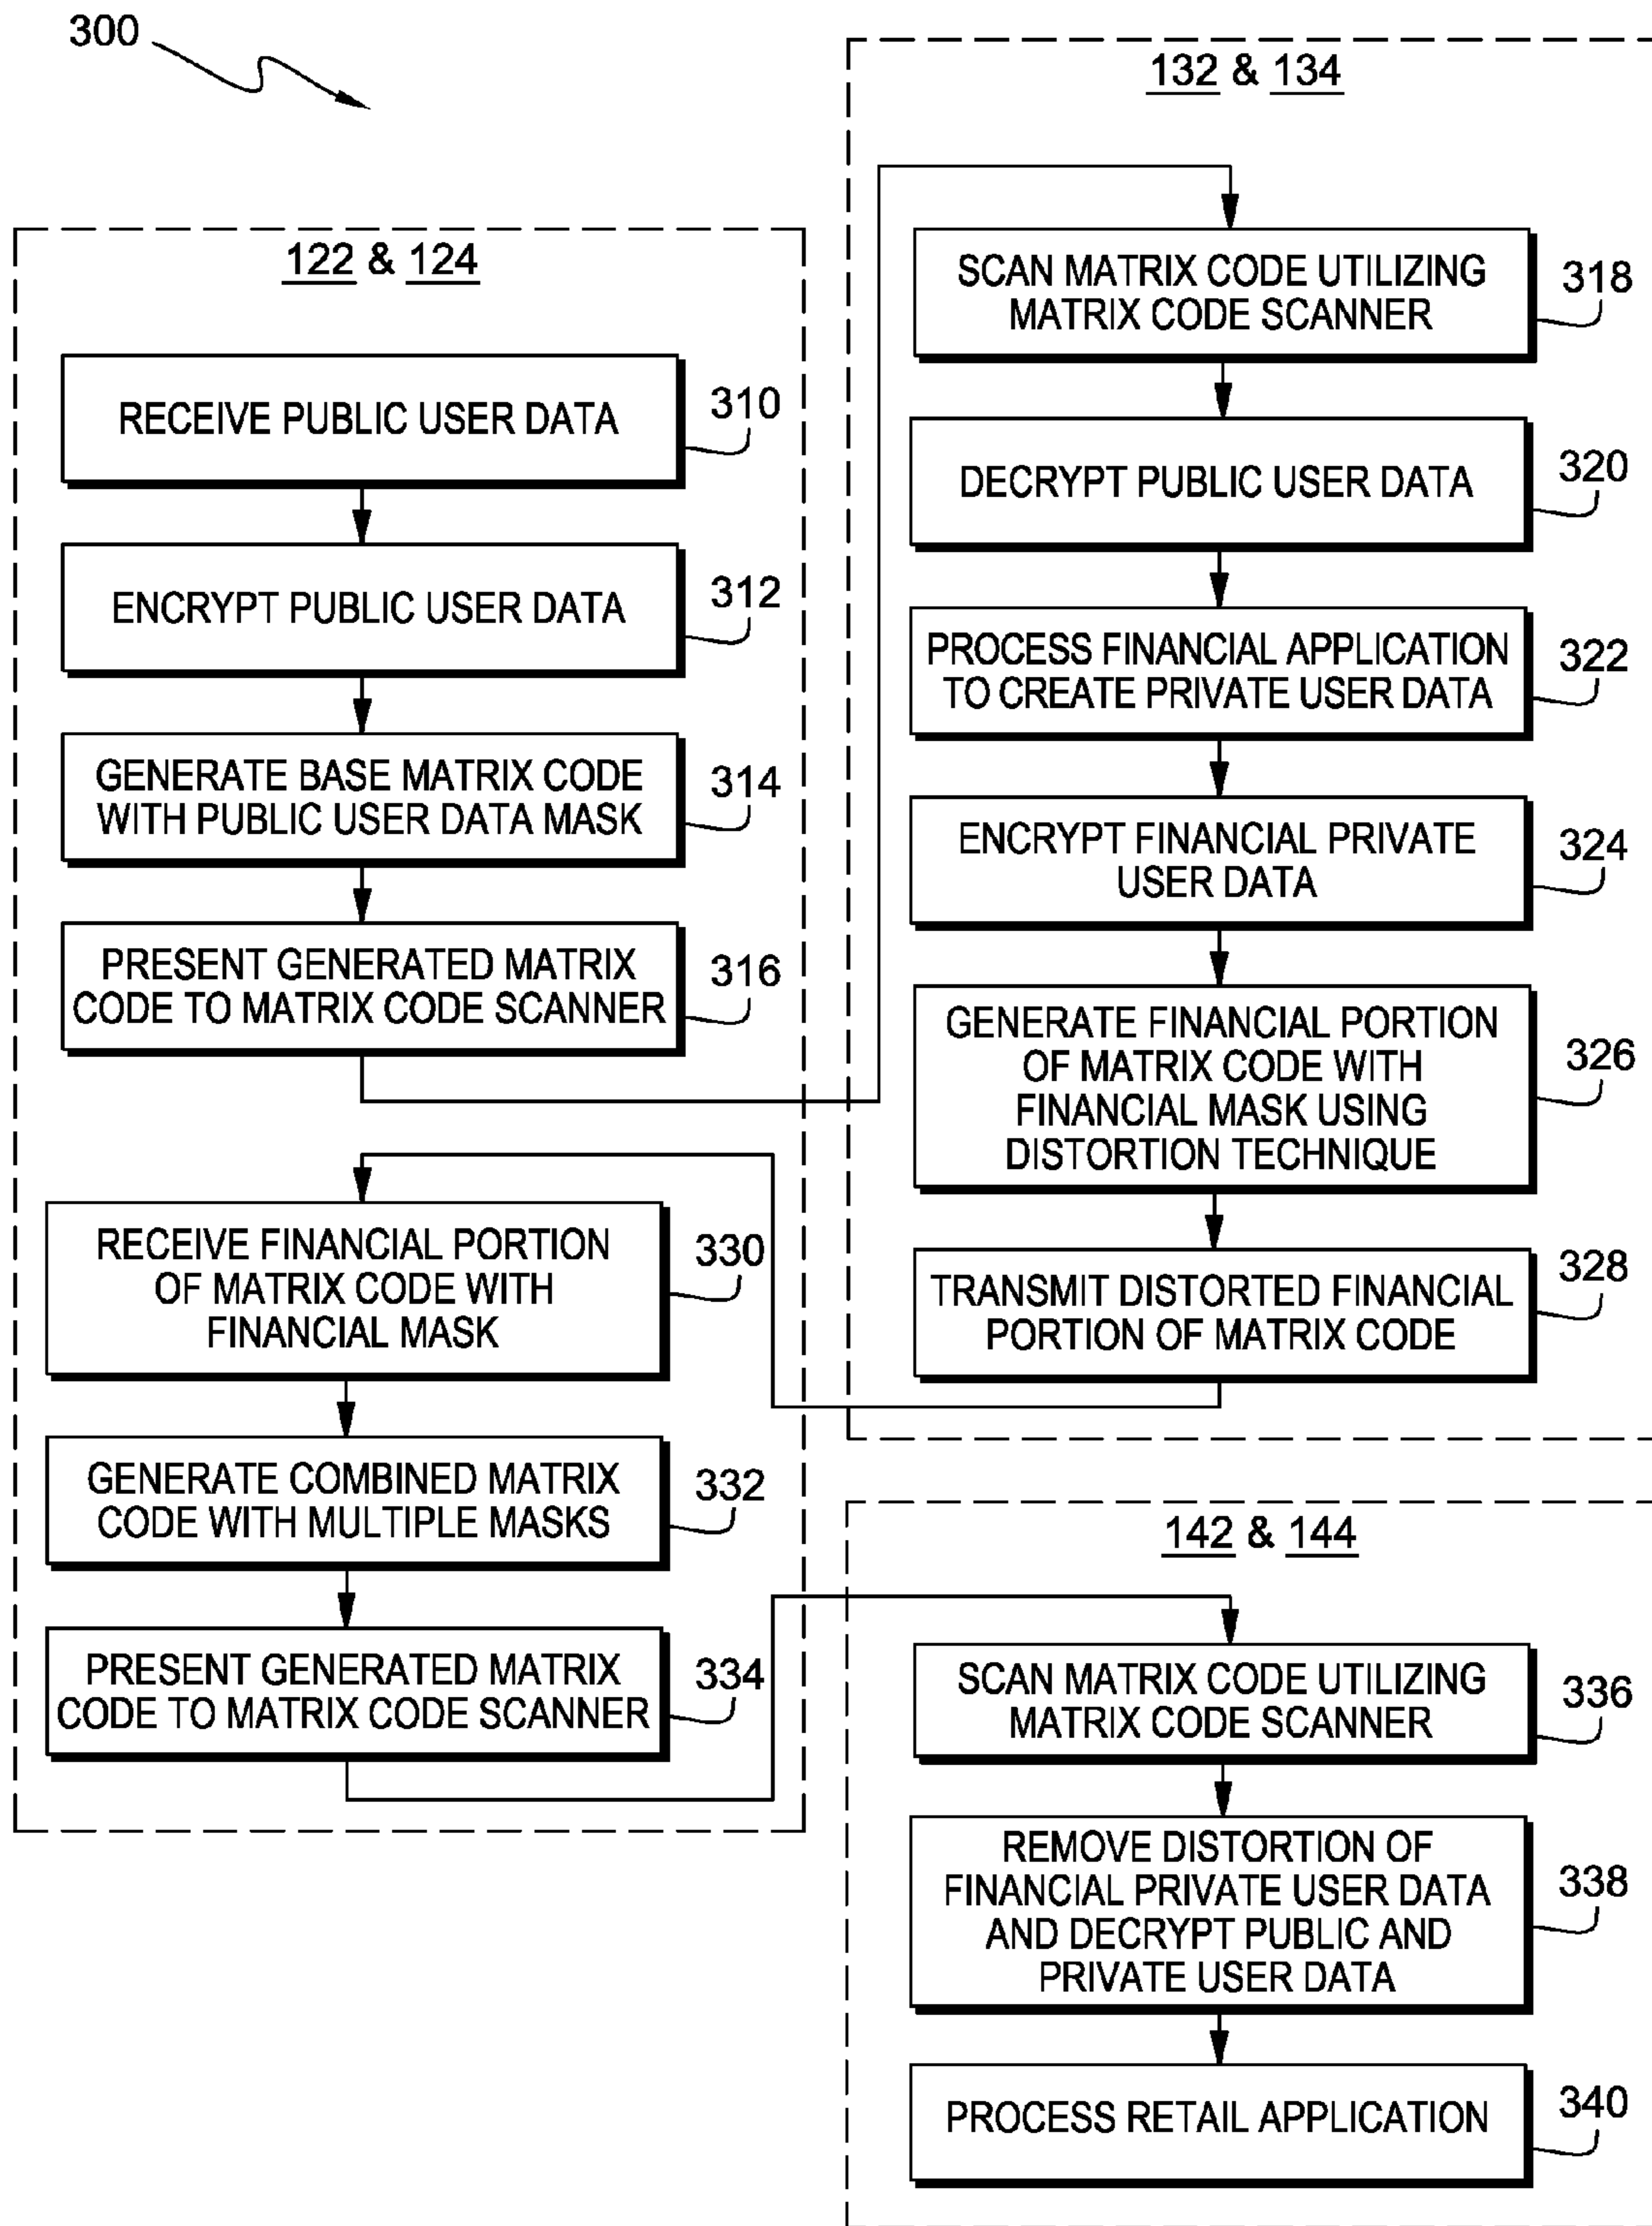 300
122 & 124
RECEIVE PUBLIC USER DATA
310
ENCRYPT PUBLIC USER DATA
312
GENERATE BASE MATRIX CODE
WITH PUBLIC USER DATA MASK
314
PRESENT GENERATED MATRIX
CODE TO MATRIX CODE SCANNER
316
132 & 134
SCAN MATRIX CODE UTILIZING
MATRIX CODE SCANNER
318
DECRYPT PUBLIC USER DATA
320
PROCESS FINANCIAL APPLICATION
TO CREATE PRIVATE USER DATA
322
ENCRYPT FINANCIAL PRIVATE
USER DATA
324
GENERATE FINANCIAL PORTION
OF MATRIX CODE WITH
FINANCIAL MASK USING
DISTORTION TECHNIQUE
326
TRANSMIT DISTORTED FINANCIAL
PORTION OF MATRIX CODE
328
RECEIVE FINANCIAL PORTION
OF MATRIX CODE WITH
FINANCIAL MASK
330
GENERATE COMBINED MATRIX
CODE WITH MULTIPLE MASKS
332
PRESENT GENERATED MATRIX
CODE TO MATRIX CODE SCANNER
334
142 & 144
SCAN MATRIX CODE UTILIZING
MATRIX CODE SCANNER
336
REMOVE DISTORTION OF
FINANCIAL PRIVATE USER DATA
AND DECRYPT PUBLIC AND
PRIVATE USER DATA
338
PROCESS RETAIL APPLICATION
340